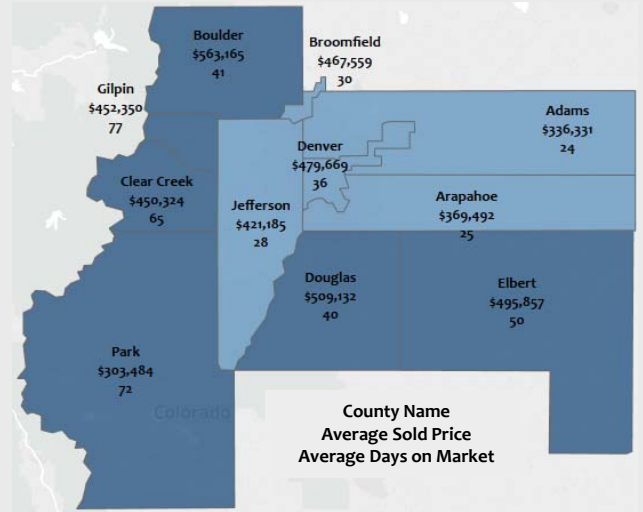 Boulder
$563,165
41
Broomfield
$467,559
30
Gilpin
$452,350
77
Adams
$336,331
24
Denver
$479,669
36
Clear Creek
$450,324
65
Jefferson
$421,185
28
Arapahoe
$369,492
25
Douglas
$509,132
40
Elbert
$495,857
50
Park
$303,484
72
Colorado
County Name
Average Sold Price
Average Days on Market